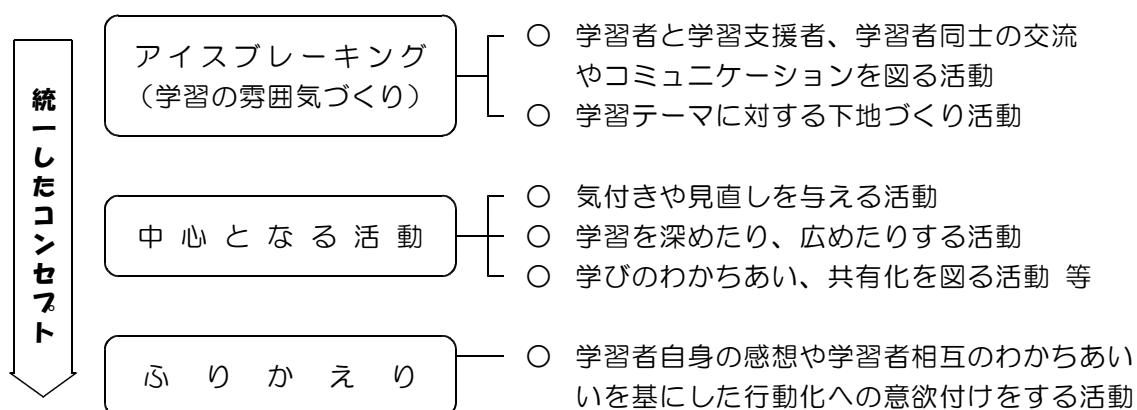 統一したコンセプト
アイスブレーキング
（学習の雰囲気づくり）
○ 学習者と学習支援者、学習者同士の交流
やコミュニケーションを図る活動
○ 学習テーマに対する下地づくり活動
中心となる活動
○ 気付きや見直しを与える活動
○ 学習を深めたり、広めたりする活動
○ 学びのわかちあい、共有化を図る活動 等
ふりかえり
○ 学習者自身の感想や学習者相互のわかちあい
いを基にした行動化への意欲付けをする活動